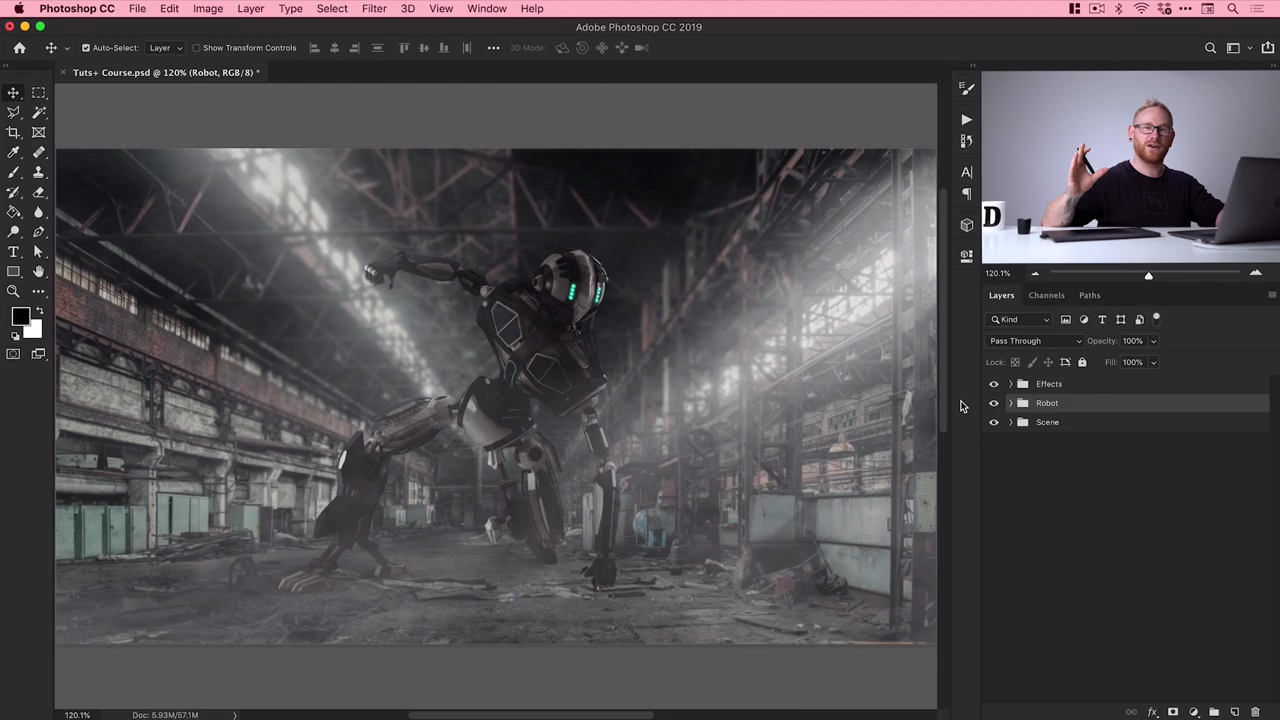 Photoshop CC File Edit Image Layer Type Select Filter 3D View Window Help
Adobe Photoshop CC 2019
Auto-Select: Layer Show Transform Controls 3D Mode:
Tuts+ Course.psd @ 120% (Robot, RGB/8) *
D
Ps
120.1%
Layers Channels Paths
Kind
Pass Through Opacity: 100%
Lock: Fill: 100%
Effects
Robot
Scene
120.1% Doc: 5.93M/57.1M